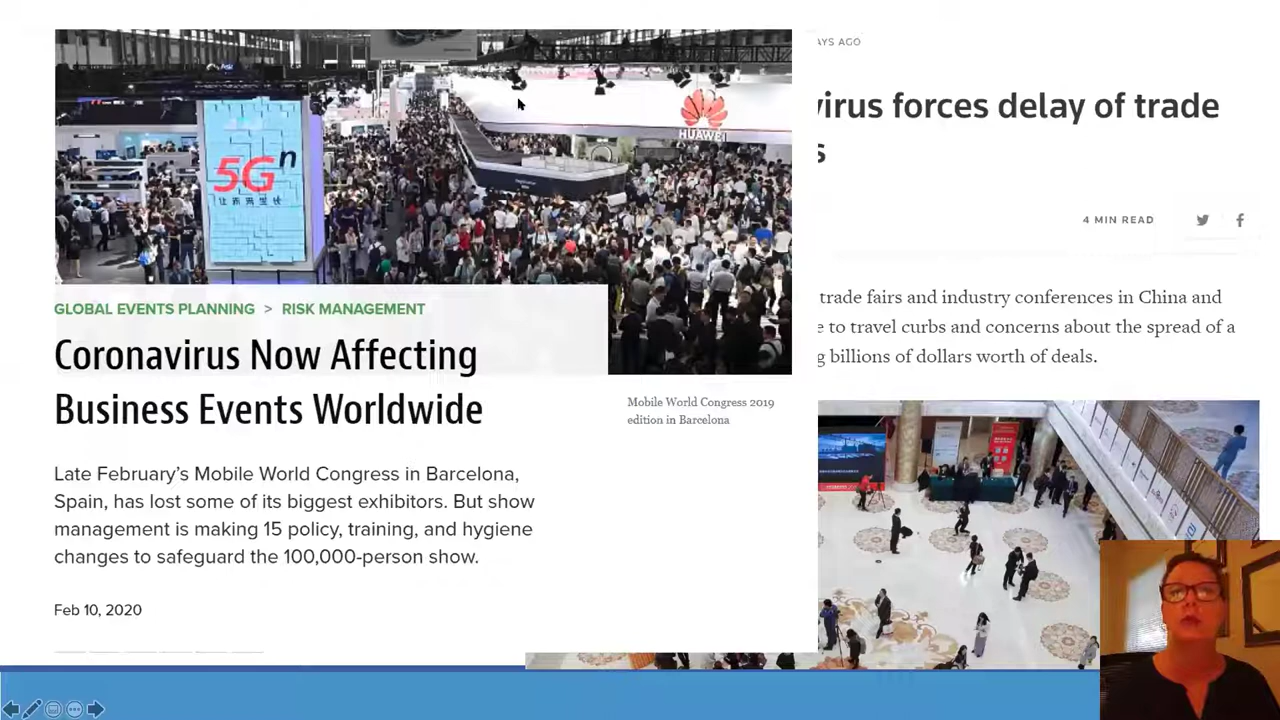 5Gn
HUAWEI
GLOBAL EVENTS PLANNING > RISK MANAGEMENT
Coronavirus Now Affecting
Business Events Worldwide
Mobile World Congress 2019
edition in Barcelona
Late February's Mobile World Congress in Barcelona,
Spain, has lost some of its biggest exhibitors. But show
management is making 15 policy, training, and hygiene
changes to safeguard the 100,000-person show.
Feb 10, 2020
AYS AGO
virus forces delay of trade
s
4 MIN READ
trade fairs and industry conferences in China and
e to travel curbs and concerns about the spread of a
g billions of dollars worth of deals.